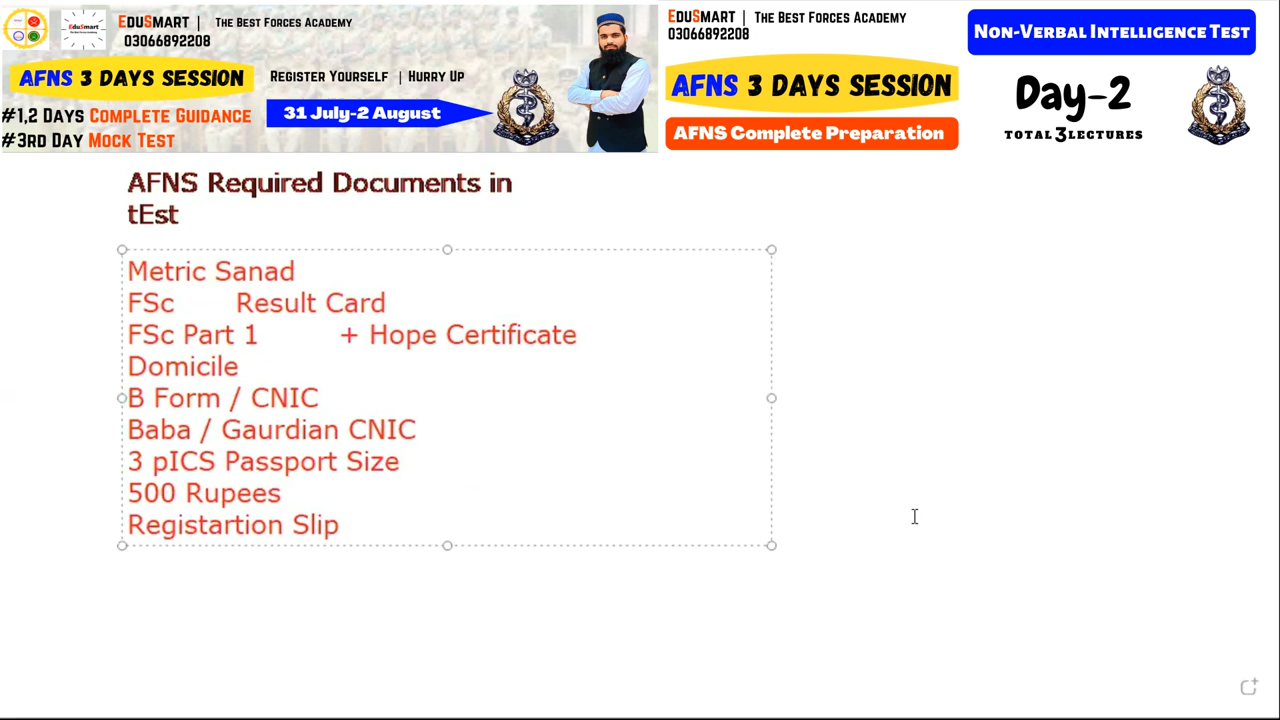 EduSmart | The Best Forces Academy
03066892208
AFNS 3 Days Session
Register Yourself | Hurry Up
#1,2 Days Complete Guidance
31 July-2 August
#3rd Day Mock Test
EduSmart | The Best Forces Academy
03066892208
AFNS 3 Days Session
AFNS Complete Preparation
Non-Verbal Intelligence Test
Day-2
Total 3 Lectures
AFNS Required Documents in
tEst
Metric Sanad
FSc Result Card
FSc Part 1 + Hope Certificate
Domicile
B Form / CNIC
Baba / Gaurdian CNIC
3 pICS Passport Size
500 Rupees
Registartion Slip